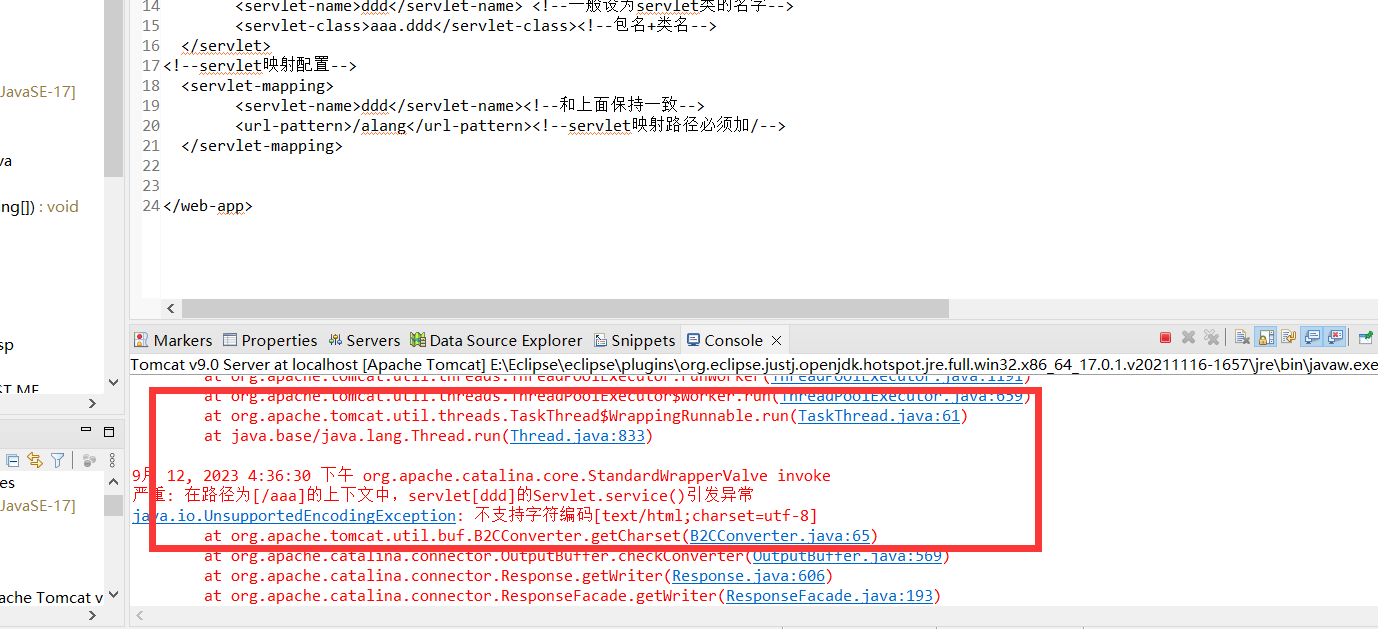 14 <servlet-name>ddd</servlet-name> <!--一般设为servlet类的名字-->
15 <servlet-class>aaa.ddd</servlet-class><!--包名+类名-->
16 </servlet>
17 <!--servlet映射配置-->
18 <servlet-mapping>
19 <servlet-name>ddd</servlet-name><!--和上面保持一致-->
20 <url-pattern>/alang</url-pattern><!--servlet映射路径必须加/-->
21 </servlet-mapping>
22
23
24 </web-app>
JavaSE-17]
va
ng[]) : void
sp
ST ME
es
JavaSE-17]
ache Tomcat v
Markers Properties Servers Data Source Explorer Snippets Console
Tomcat v9.0 Server at localhost [Apache Tomcat] E:\Eclipse\eclipse\plugins\org.eclipse.justj.openjdk.hotspot.jre.full.win32.x86_64_17.0.1.v20211116-1657\jre\bin\javaw.exe
at org.apache.tomcat.util.threads.ThreadPoolExecutor.runWorker(ThreadPoolExecutor.java:1191)
at org.apache.tomcat.util.threads.ThreadPoolExecutor$Worker.run(ThreadPoolExecutor.java:659)
at org.apache.tomcat.util.threads.TaskThread$WrappingRunnable.run(TaskThread.java:61)
at java.base/java.lang.Thread.run(Thread.java:833)
9月 12, 2023 4:36:30 下午 org.apache.catalina.core.StandardWrapperValve invoke
严重: 在路径为[/aaa]的上下文中，servlet[ddd]的Servlet.service()引发异常
java.io.UnsupportedEncodingException: 不支持字符编码[text/html;charset=utf-8]
at org.apache.tomcat.util.buf.B2CConverter.getCharset(B2CConverter.java:65)
at org.apache.catalina.connector.OutputBuffer.checkConverter(OutputBuffer.java:569)
at org.apache.catalina.connector.Response.getWriter(Response.java:606)
at org.apache.catalina.connector.ResponseFacade.getWriter(ResponseFacade.java:193)